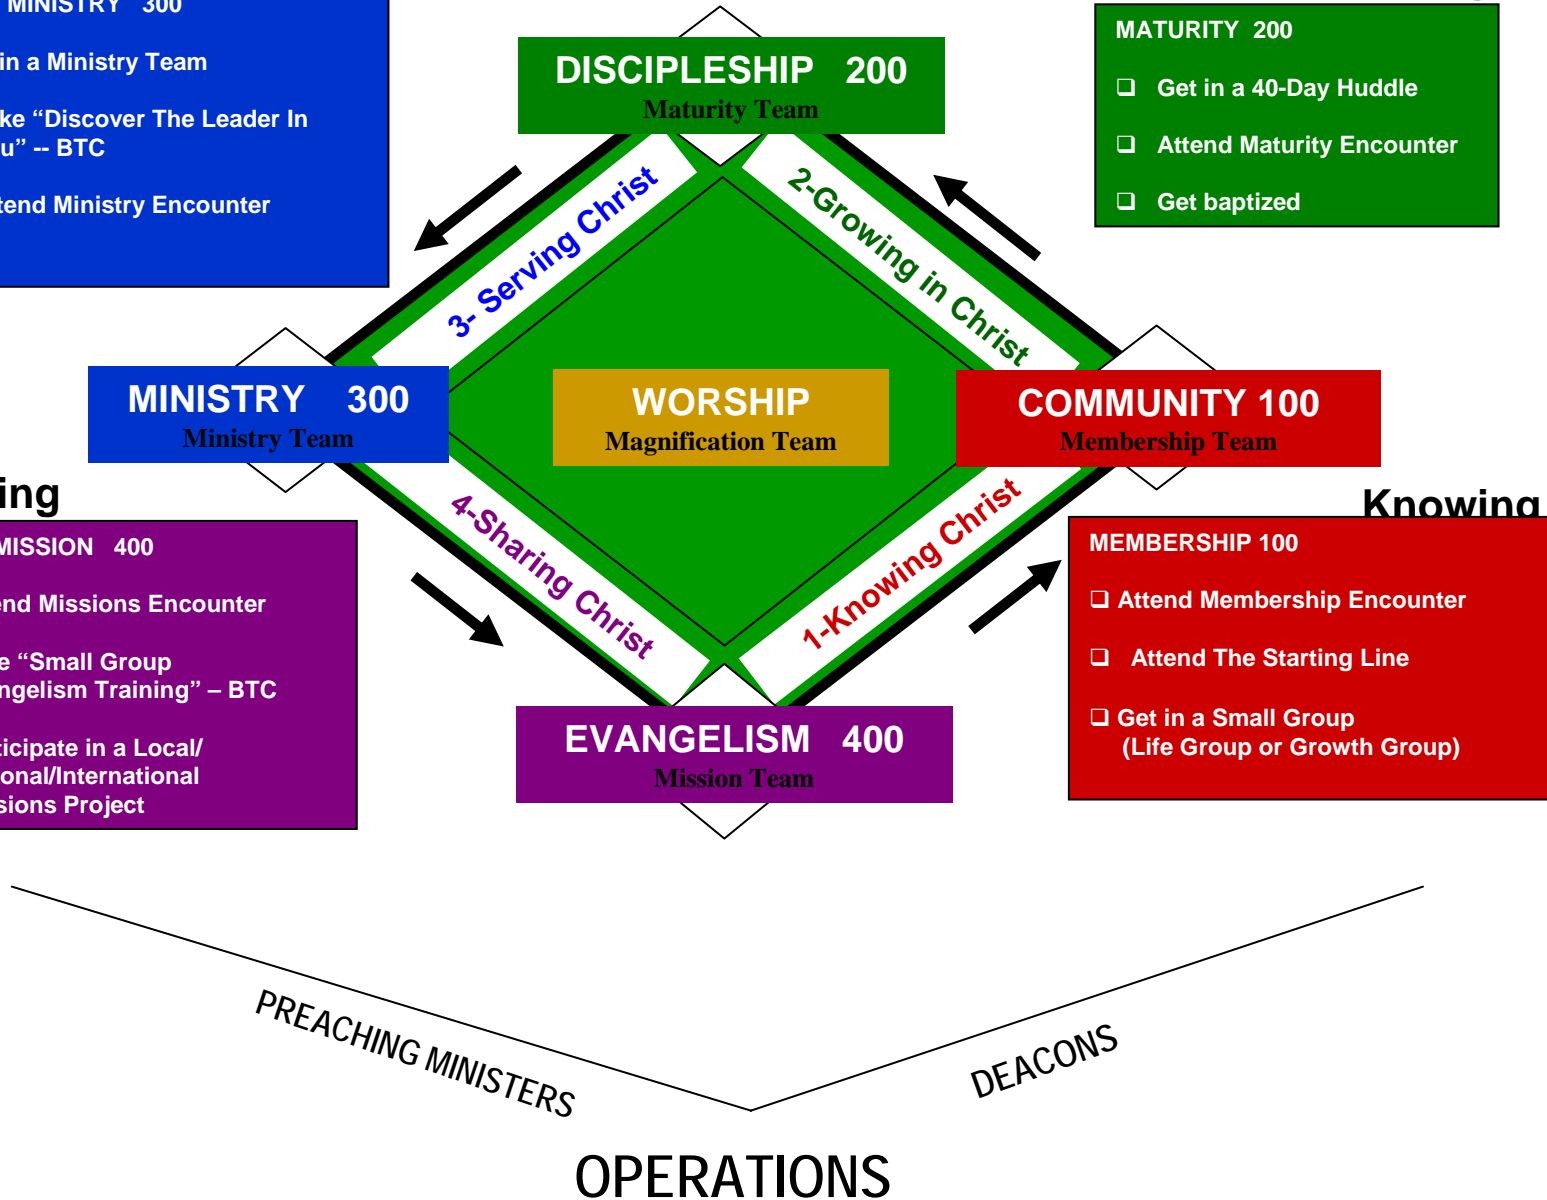 MINISTRY 300
in a Ministry Team
ke “Discover The Leader In
u” -- BTC
tend Ministry Encounter
DISCIPLESHIP 200
Maturity Team
MATURITY 200
❑ Get in a 40-Day Huddle
❑ Attend Maturity Encounter
❑ Get baptized
3- Serving Christ
2-Growing in Christ
MINISTRY 300
Ministry Team
WORSHIP
Magnification Team
COMMUNITY 100
Membership Team
ing
Knowing
4-Sharing Christ
1-Knowing Christ
MISSION 400
end Missions Encounter
e “Small Group
ngelism Training” – BTC
ticipate in a Local/
ional/International
sions Project
MEMBERSHIP 100
❑ Attend Membership Encounter
❑ Attend The Starting Line
❑ Get in a Small Group
(Life Group or Growth Group)
EVANGELISM 400
Mission Team
PREACHING MINISTERS
DEACONS
OPERATIONS